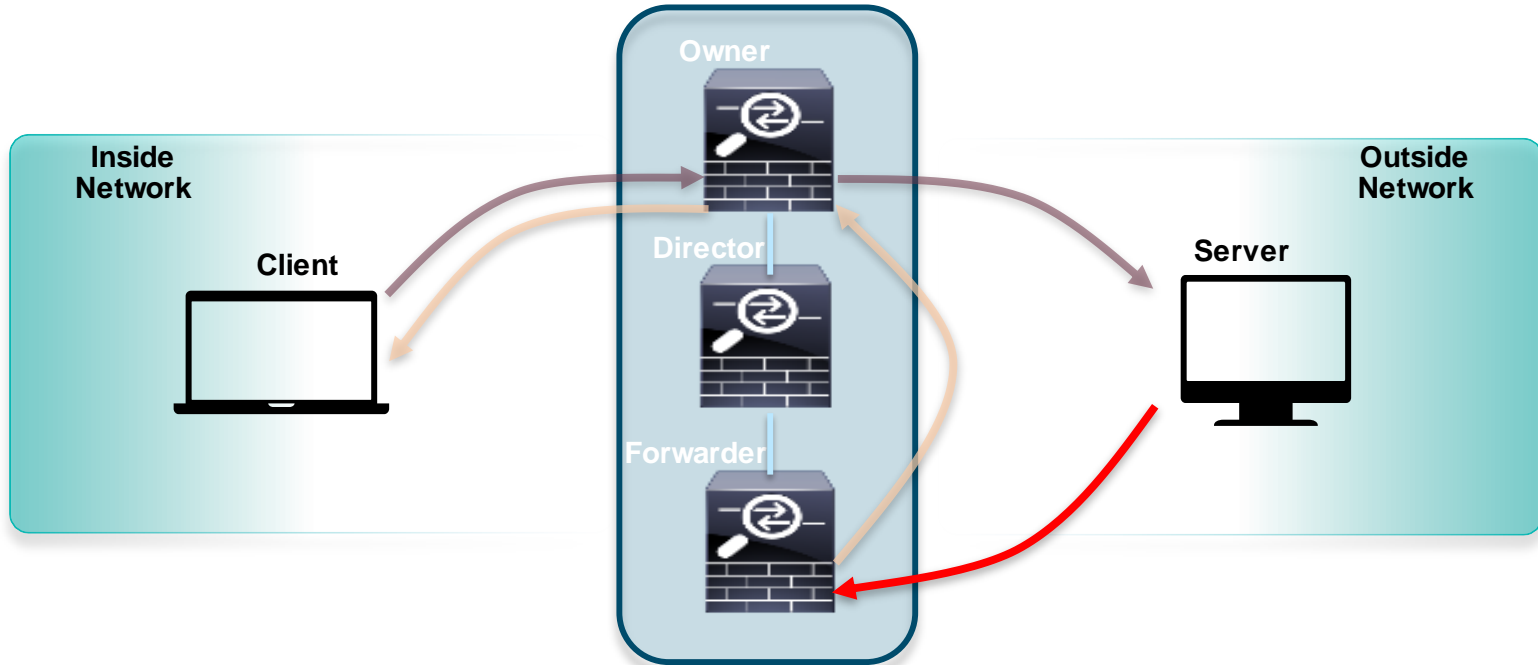 Owner
Inside
Network
Outside
Network
Director
Client
Server
Forwarder